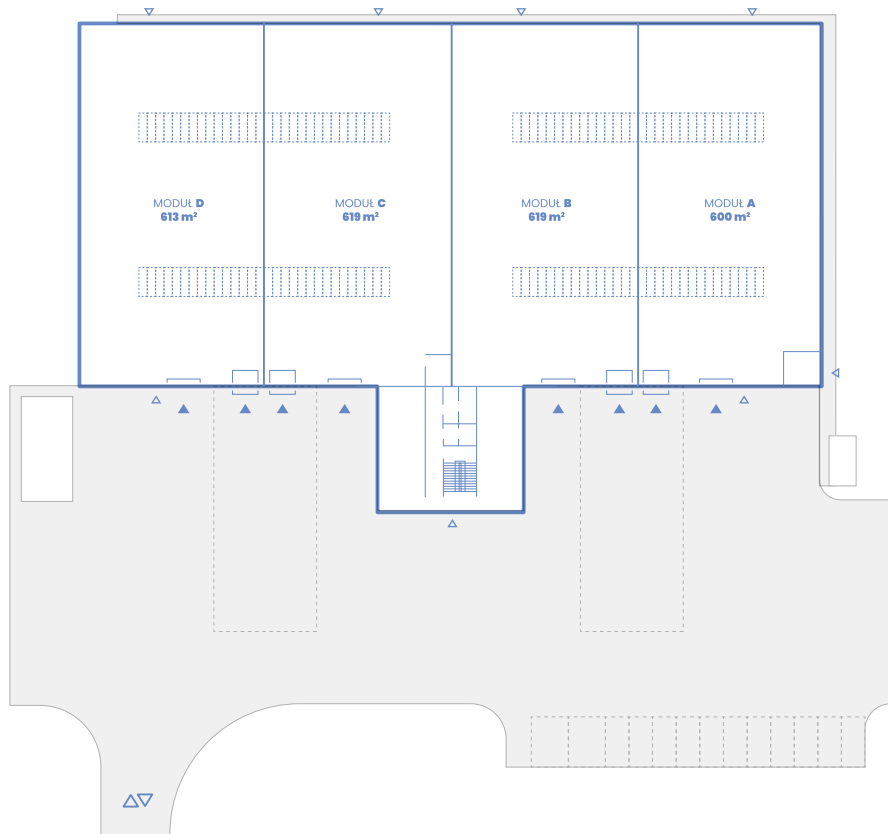 MODUŁ D
613 m²
MODUŁ C
619 m²
MODUŁ B
619 m²
MODUŁ A
600 m²